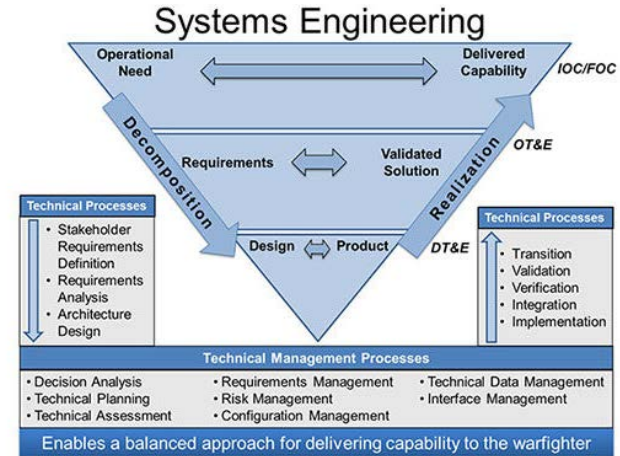 Systems Engineering
Operational
Need
Delivered
Capability
IOC/FOC
Decomposition
Realization
OT&E
Requirements
Validated
Solution
Design
Product
DT&E
Technical Processes
• Stakeholder
Requirements
Definition
• Requirements
Analysis
• Architecture
Design
Technical Processes
• Transition
• Validation
• Verification
• Integration
• Implementation
Technical Management Processes
• Decision Analysis
• Technical Planning
• Technical Assessment
• Requirements Management
• Risk Management
• Configuration Management
• Technical Data Management
• Interface Management
Enables a balanced approach for delivering capability to the warfighter